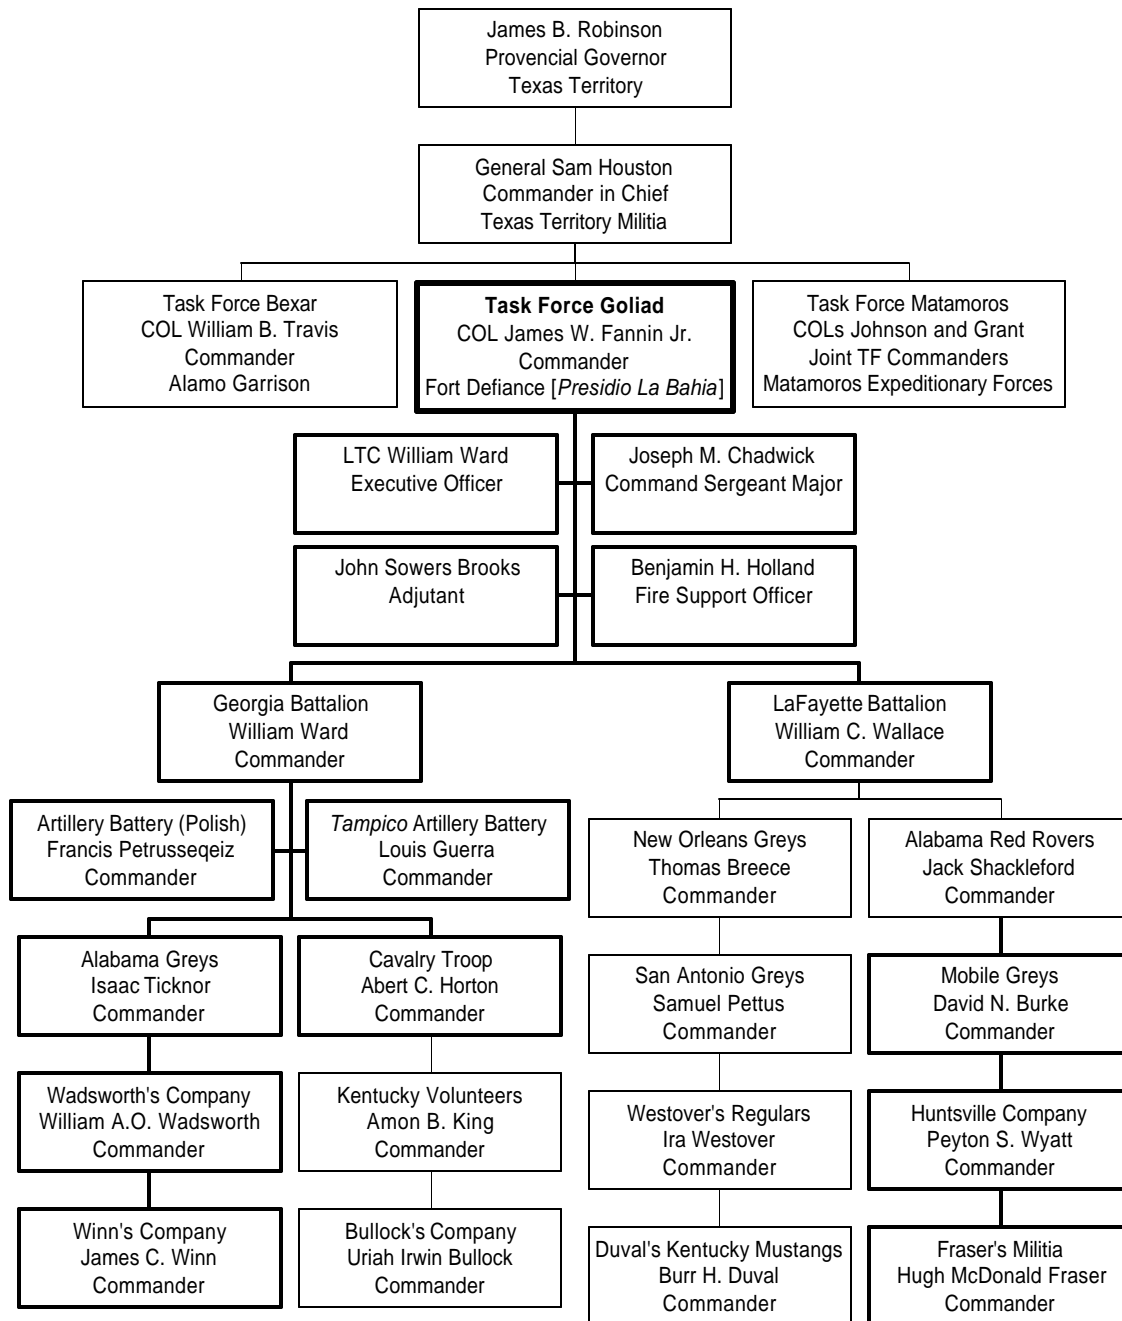 James B. Robinson
Provencial Governor
Texas Territory
General Sam Houston
Commander in Chief
Texas Territory Militia
Task Force Bexar
COL William B. Travis
Commander
Alamo Garrison
Task Force Goliad
COL James W. Fannin Jr.
Commander
Fort Defiance [Presidio La Bahia]
Task Force Matamoros
COLs Johnson and Grant
Joint TF Commanders
Matamoros Expeditionary Forces
LTC William Ward
Executive Officer
Joseph M. Chadwick
Command Sergeant Major
John Sowers Brooks
Adjutant
Benjamin H. Holland
Fire Support Officer
Georgia Battalion
William Ward
Commander
LaFayette Battalion
William C. Wallace
Commander
Artillery Battery (Polish)
Francis Petrusseqeiz
Commander
Tampico Artillery Battery
Louis Guerra
Commander
New Orleans Greys
Thomas Breece
Commander
Alabama Red Rovers
Jack Shackleford
Commander
Alabama Greys
Isaac Ticknor
Commander
Cavalry Troop
Abert C. Horton
Commander
San Antonio Greys
Samuel Pettus
Commander
Mobile Greys
David N. Burke
Commander
Wadsworth's Company
William A.O. Wadsworth
Commander
Kentucky Volunteers
Amon B. King
Commander
Westover's Regulars
Ira Westover
Commander
Huntsville Company
Peyton S. Wyatt
Commander
Winn's Company
James C. Winn
Commander
Bullock's Company
Uriah Irwin Bullock
Commander
Duval's Kentucky Mustangs
Burr H. Duval
Commander
Fraser's Militia
Hugh McDonald Fraser
Commander